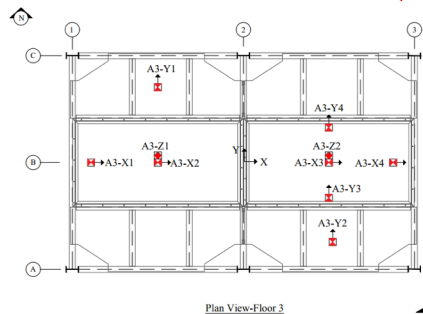 N
1 2 3
C
A3-Y1
A3-Y4
A3-Z1 Y A3-Z2
B A3-X1 A3-X2 X A3-X3 A3-X4
A3-Y3
A3-Y2
A
Plan View-Floor 3